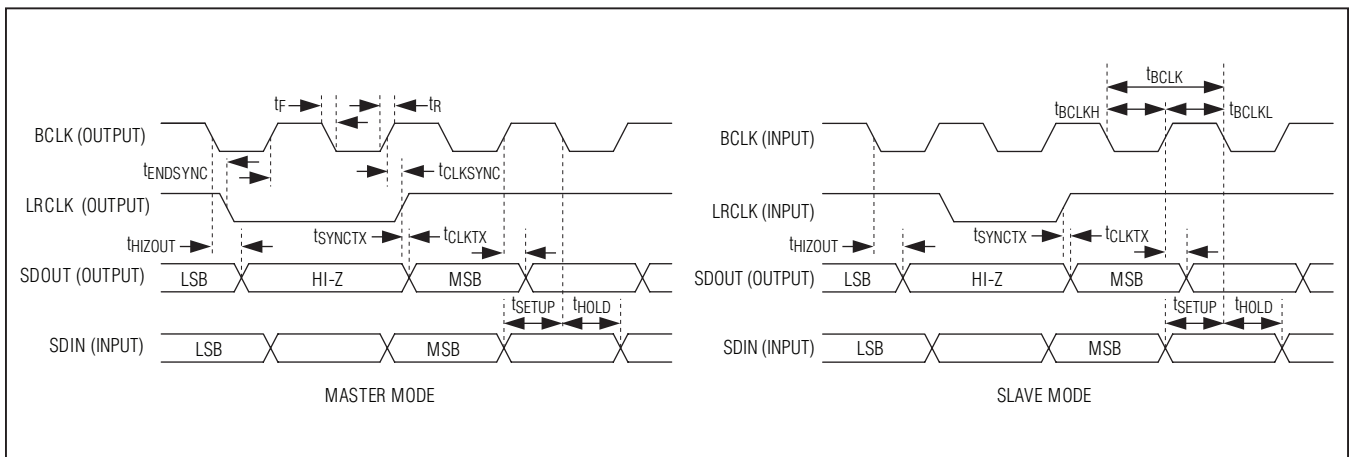 tF
tR
BCLK (OUTPUT)
tENDSYNC
tCLKSYNC
LRCLK (OUTPUT)
tHIZOUT
tSYNCTX
tCLKTX
SDOUT (OUTPUT)
LSB
HI-Z
MSB
tSETUP
tHOLD
SDIN (INPUT)
LSB
MSB
MASTER MODE
tBCLK
tBCLKH
tBCLKL
BCLK (INPUT)
LRCLK (INPUT)
tHIZOUT
tSYNCTX
tCLKTX
SDOUT (OUTPUT)
LSB
HI-Z
MSB
tSETUP
tHOLD
SDIN (INPUT)
LSB
MSB
SLAVE MODE